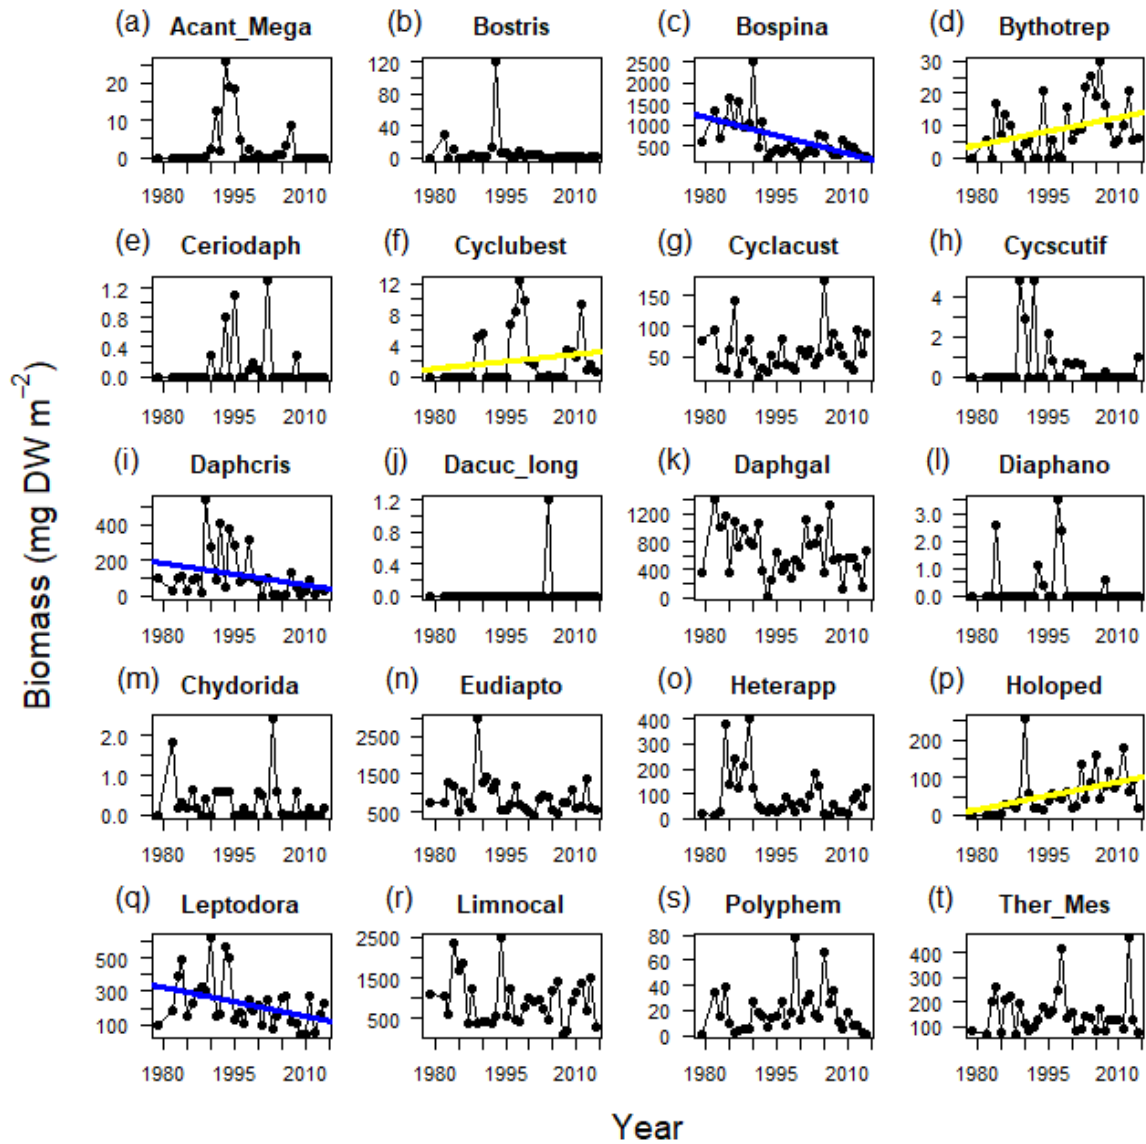 (a) Acant_Mega
25
20
10
0
1980 1995 2010
(b) Bostris
120
80
40
0
1980 1995 2010
(c) Bospina
2500
2000
1500
1000
500
1980 1995 2010
(d) Bythotrep
30
20
10
0
1980 1995 2010
(e) Ceriodaph
1.2
0.8
0.4
0.0
1980 1995 2010
(f) Cyclubest
12
8
6
4
2
0
1980 1995 2010
(g) Cyclacust
150
100
50
1980 1995 2010
(h) Cycscutif
4
2
0
1980 1995 2010
(i) Daphcris
400
200
0
1980 1995 2010
(j) Dacuc_long
1.2
0.8
0.4
0.0
1980 1995 2010
(k) Daphgal
1200
800
400
0
1980 1995 2010
(l) Diaphano
3.0
2.0
1.0
0.0
1980 1995 2010
(m) Chydorida
2.0
1.0
0.0
1980 1995 2010
(n) Eudiapto
2500
1500
500
1980 1995 2010
(o) Heterapp
400
300
200
100
0
1980 1995 2010
(p) Holoped
200
100
0
1980 1995 2010
(q) Leptodora
500
300
100
1980 1995 2010
(r) Limnocal
2500
1500
500
1980 1995 2010
(s) Polyphem
80
60
40
20
0
1980 1995 2010
(t) Ther_Mes
400
300
200
100
1980 1995 2010
Biomass (mg DW m⁻²)
Year